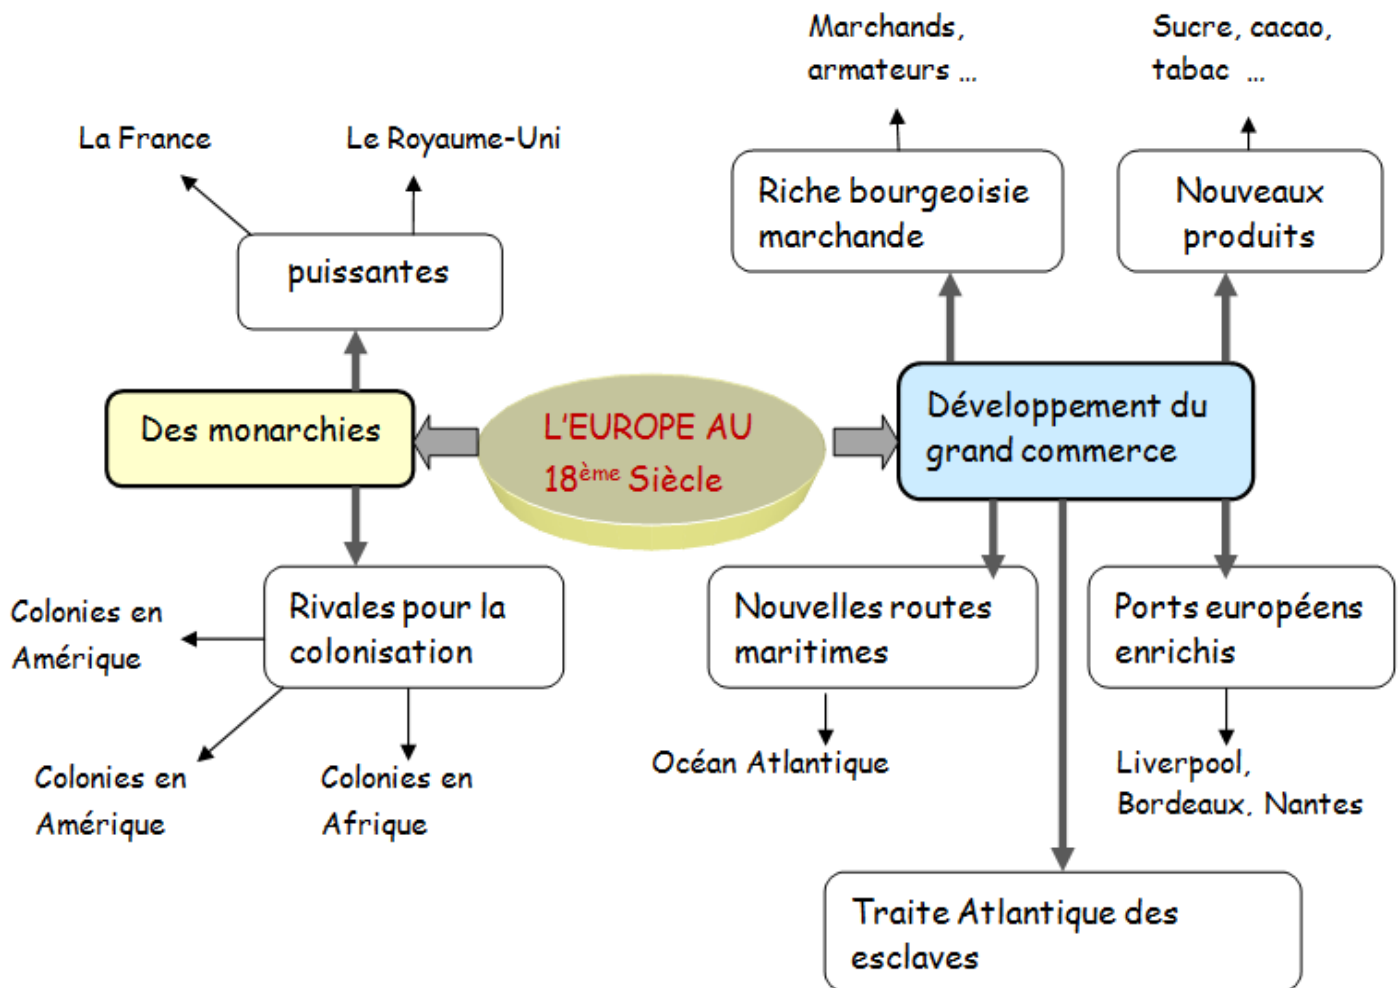 Marchands,
armateurs ...
Sucre, cacao,
tabac ...
La France
Le Royaume-Uni
Riche bourgeoisie
marchande
Nouveaux
produits
puissantes
Des monarchies
L'EUROPE AU
18ème Siècle
Développement du
grand commerce
Colonies en
Amérique
Rivales pour la
colonisation
Nouvelles routes
maritimes
Ports européens
enrichis
Colonies en
Amérique
Colonies en
Afrique
Océan Atlantique
Liverpool,
Bordeaux, Nantes
Traite Atlantique des
esclaves